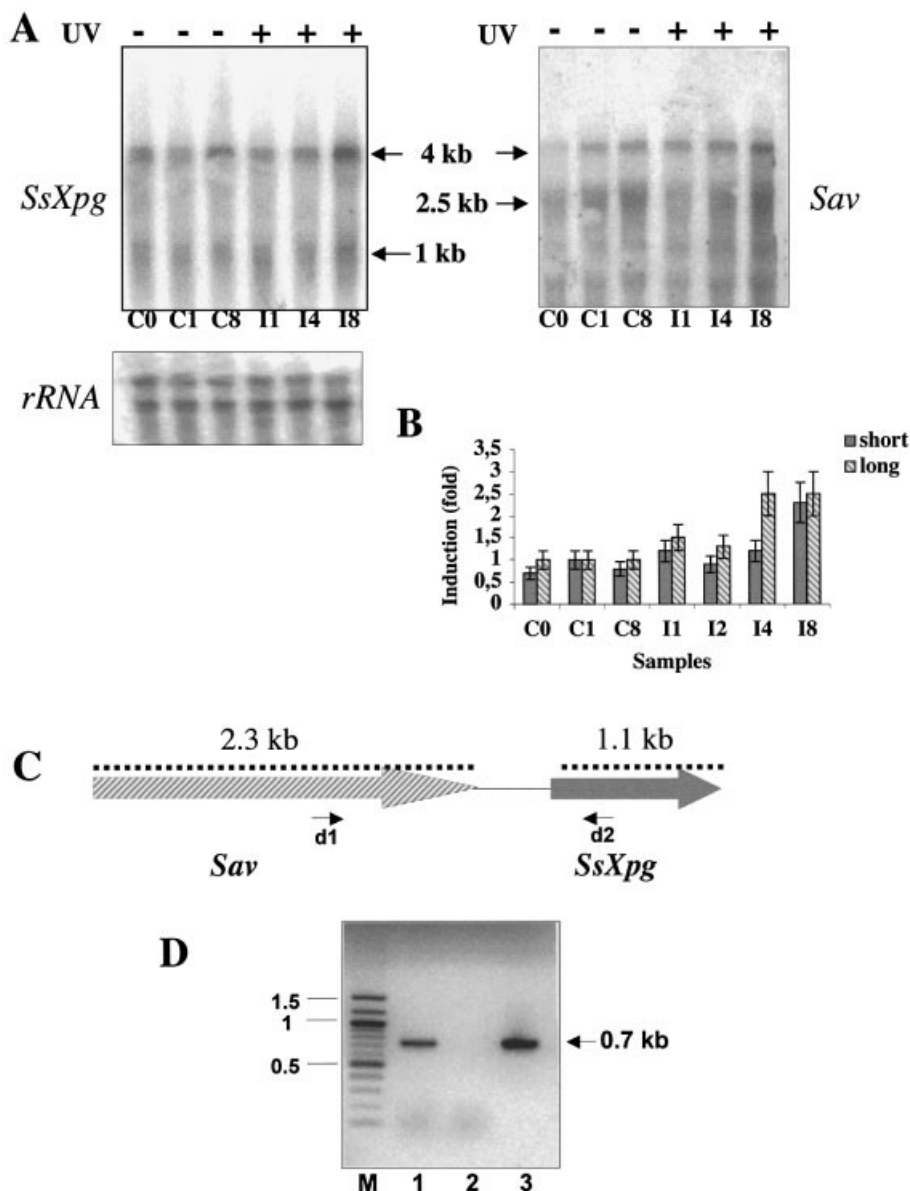 A
UV - - - + + +
UV - - - + + +
SsXpg
4 kb
2.5 kb
1 kb
Sav
C0 C1 C8 I1 I4 I8
C0 C1 C8 I1 I4 I8
rRNA
B
short
long
Induction (fold)
3,5
3
2,5
2
1,5
1
0,5
0
C0 C1 C8 I1 I2 I4 I8
Samples
C
2.3 kb
1.1 kb
d1
d2
Sav
SsXpg
D
1.5
1
0.5
0.7 kb
M 1 2 3